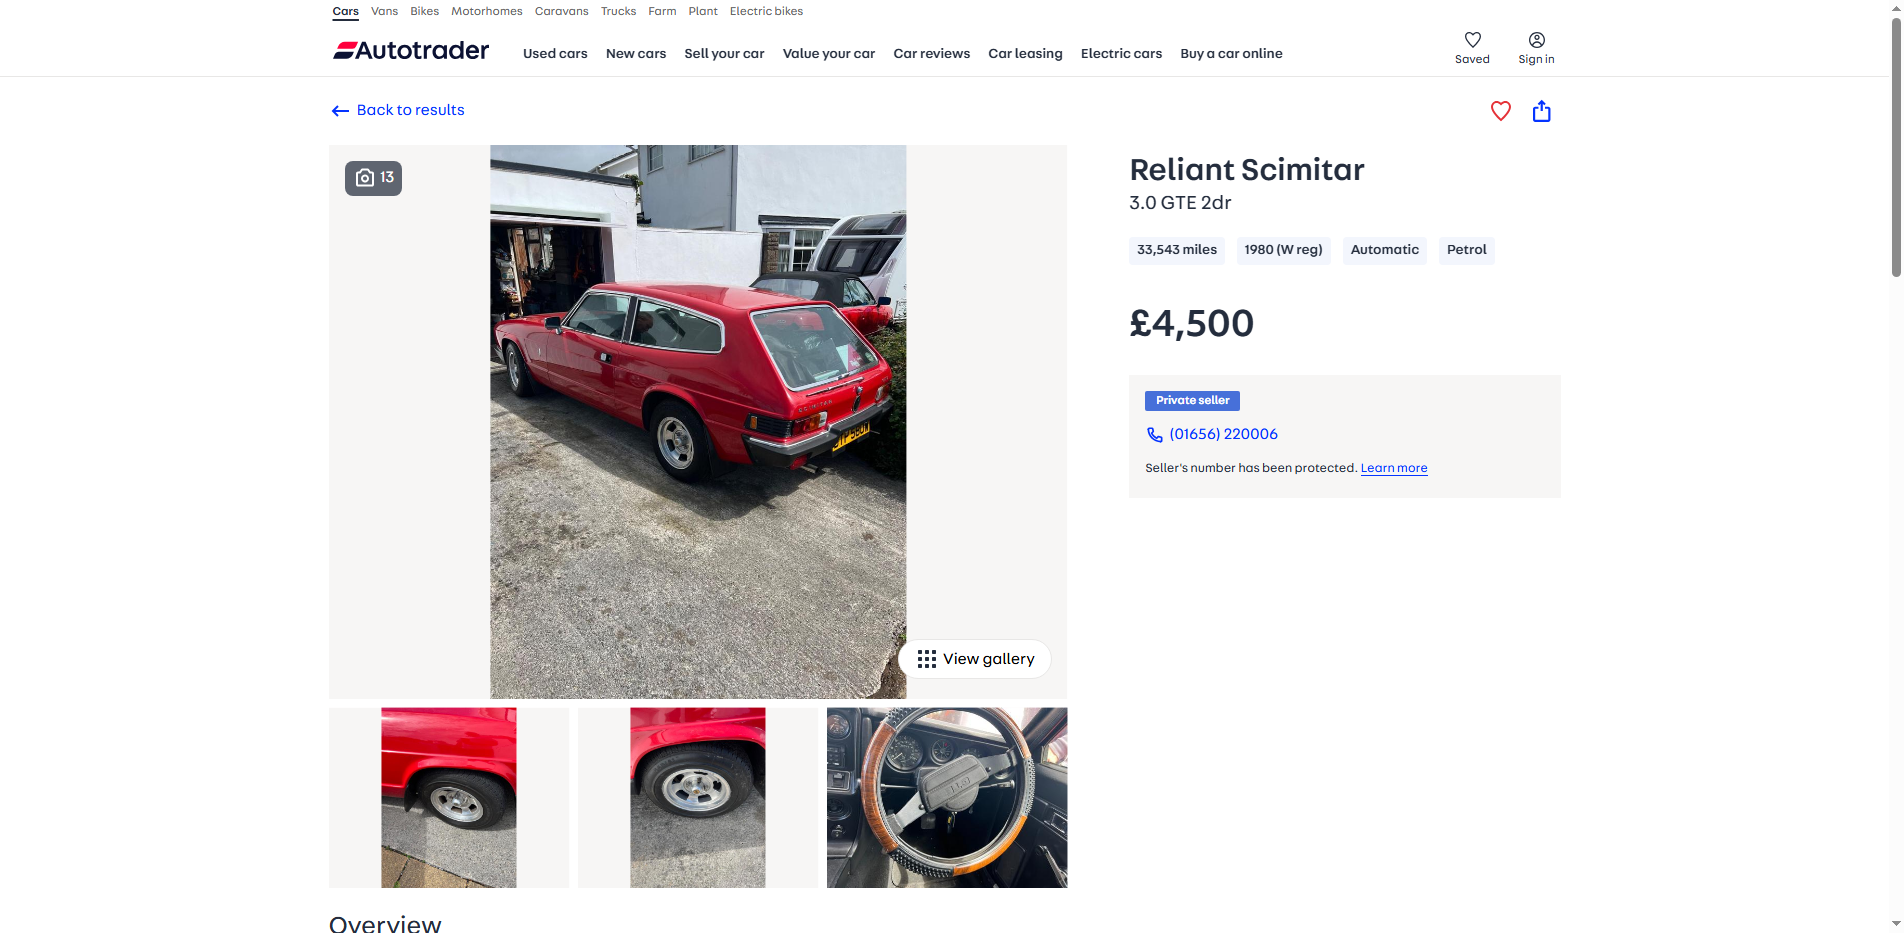 Cars Vans Bikes Motorhomes Caravans Trucks Farm Plant Electric bikes
Autotrader
Used cars New cars Sell your car Value your car Car reviews Car leasing Electric cars Buy a car online
Saved Sign in
Back to results
13
View gallery
Reliant Scimitar
3.0 GTE 2dr
33,543 miles 1980 (W reg) Automatic Petrol
£4,500
Private seller
(01656) 220006
Seller's number has been protected. Learn more
Overview